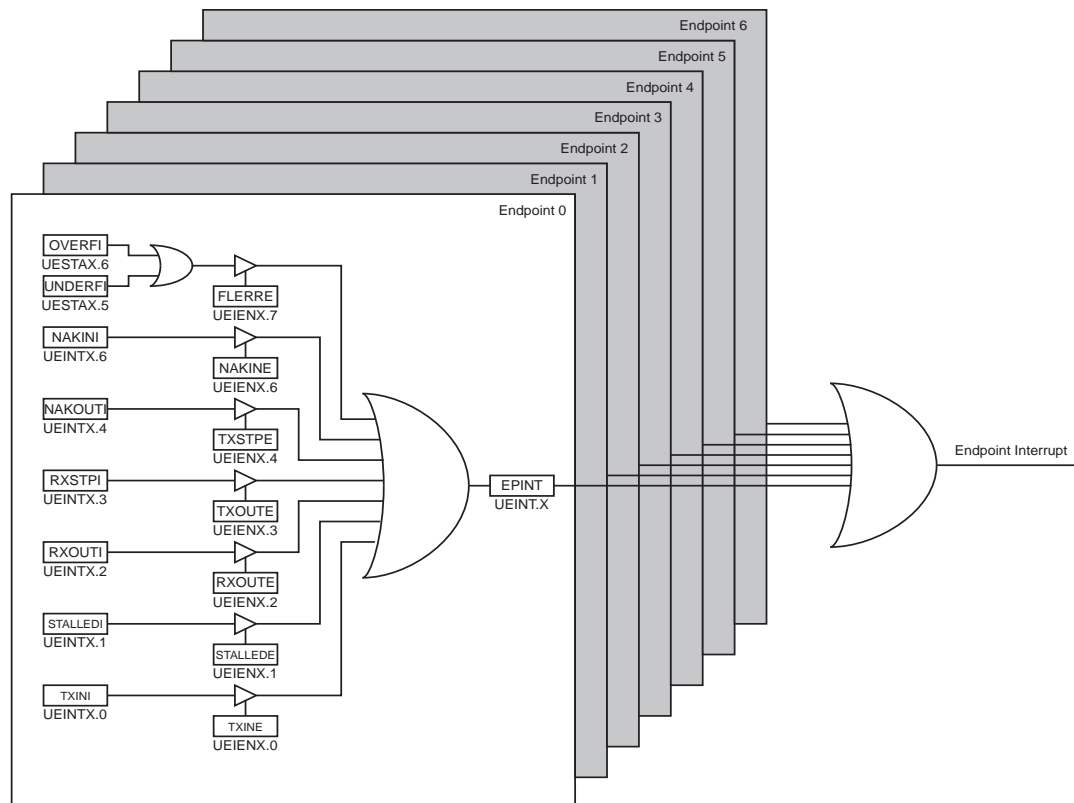 Endpoint 6
Endpoint 5
Endpoint 4
Endpoint 3
Endpoint 2
Endpoint 1
Endpoint 0
OVERFI
UESTAX.6
UNDERFI
UESTAX.5
FLERRE
UEIENX.7
NAKINI
UEINTX.6
NAKINE
UEIENX.6
NAKOUTI
UEINTX.4
TXSTPE
UEIENX.4
RXSTPI
UEINTX.3
TXOUTE
UEIENX.3
RXOUTI
UEINTX.2
RXOUTE
UEIENX.2
STALLEDI
UEINTX.1
STALLEDE
UEIENX.1
TXINI
UEINTX.0
TXINE
UEIENX.0
EPINT
UEINT.X
Endpoint Interrupt